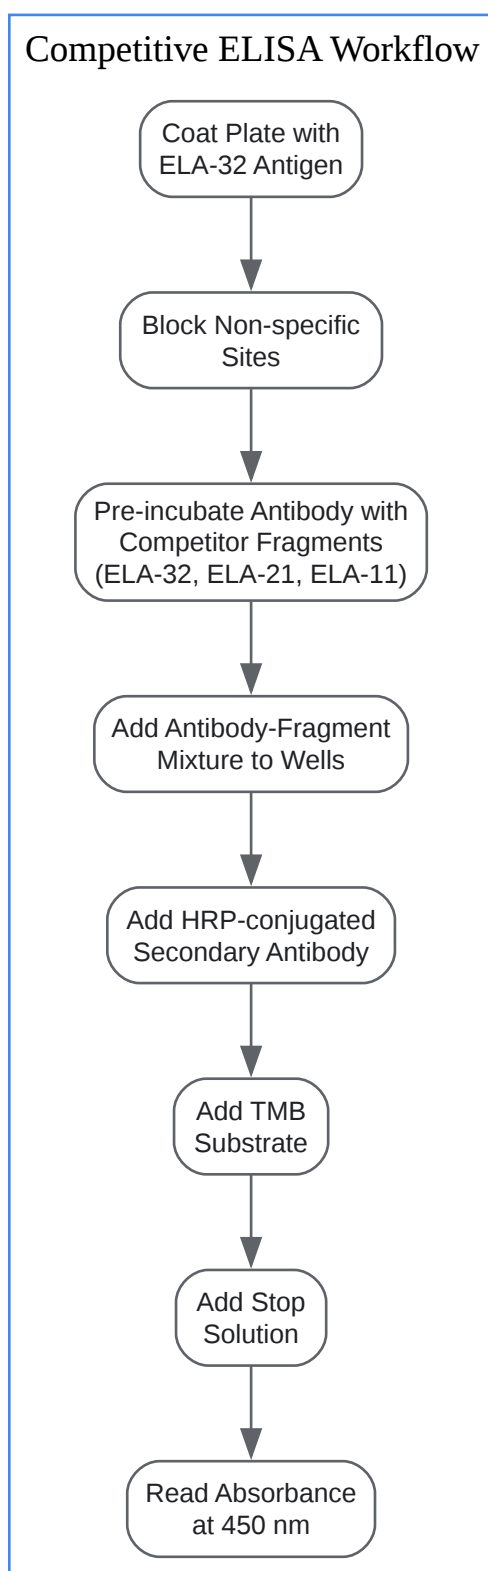 Competitive ELISA Workflow
Coat Plate with
ELA-32 Antigen
Block Non-specific
Sites
Pre-incubate Antibody with
Competitor Fragments
(ELA-32, ELA-21, ELA-11)
Add Antibody-Fragment
Mixture to Wells
Add HRP-conjugated
Secondary Antibody
Add TMB
Substrate
Add Stop
Solution
Read Absorbance
at 450 nm